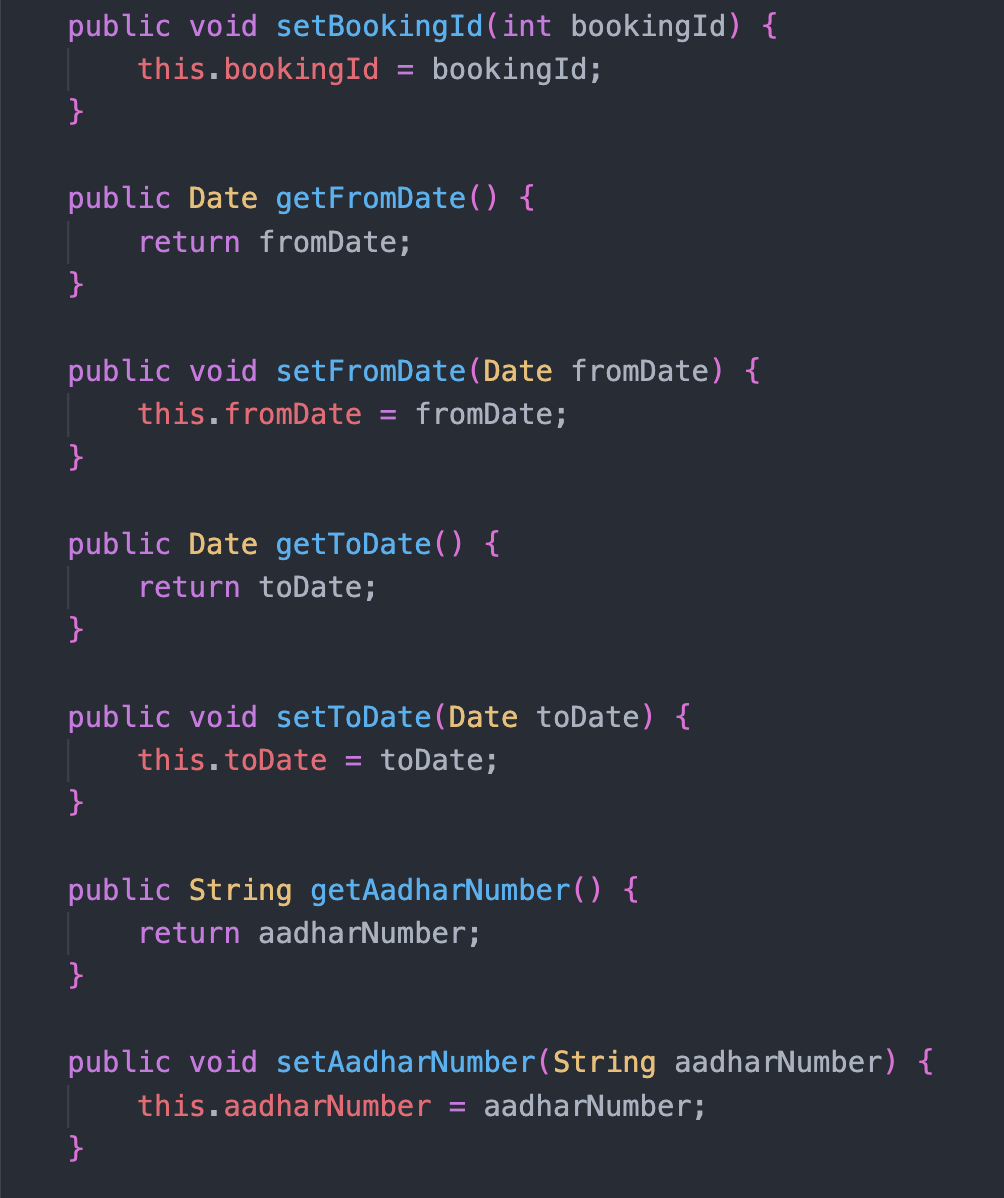 public void setBookingId(int bookingId) {
    this.bookingId = bookingId;
}

public Date getFromDate() {
    return fromDate;
}

public void setFromDate(Date fromDate) {
    this.fromDate = fromDate;
}

public Date getToDate() {
    return toDate;
}

public void setToDate(Date toDate) {
    this.toDate = toDate;
}

public String getAadharNumber() {
    return aadharNumber;
}

public void setAadharNumber(String aadharNumber) {
    this.aadharNumber = aadharNumber;
}